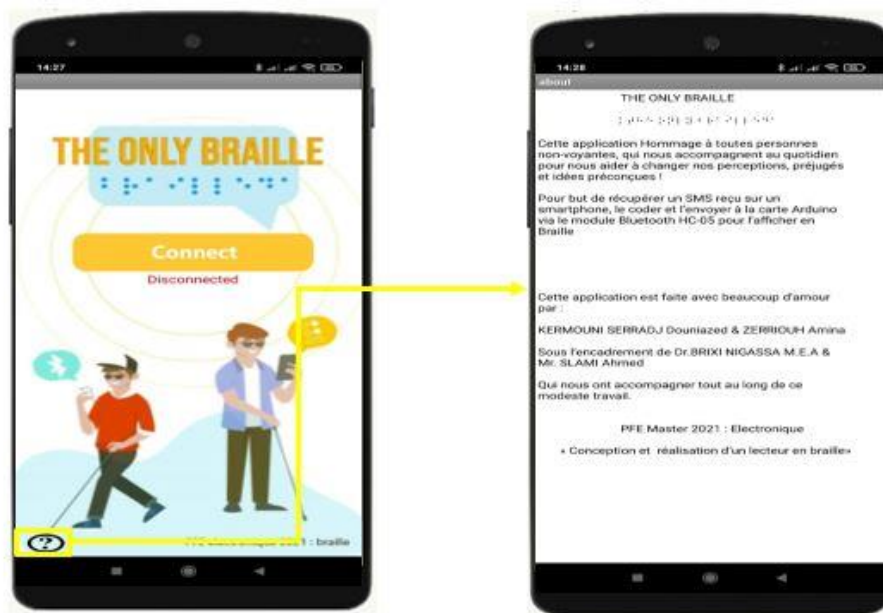 14:27
THE ONLY BRAILLE
Connect
Disconnected
?
2021 : braille
14:28
about
THE ONLY BRAILLE
Cette application Hommage à toutes personnes
non-voyantes, qui nous accompagnent au quotidien
pour nous aider à changer nos perceptions, préjugés
et idées préconçues !
Pour but de récupérer un SMS reçu sur un
smartphone, le coder et l'envoyer à la carte Arduino
via le module Bluetooth HC-05 pour l'afficher en
Braille
Cette application est faite avec beaucoup d'amour
par :
KERMOUNI SERRADJ Douniazed & ZERRIOUH Amina
Sous l'encadrement de Dr.BRIXI NIGASSA M.E.A &
Mr. SLAMI Ahmed
Qui nous ont accompagner tout au long de ce
modeste travail.
PFE Master 2021 : Electronique
« Conception et réalisation d'un lecteur en braille»